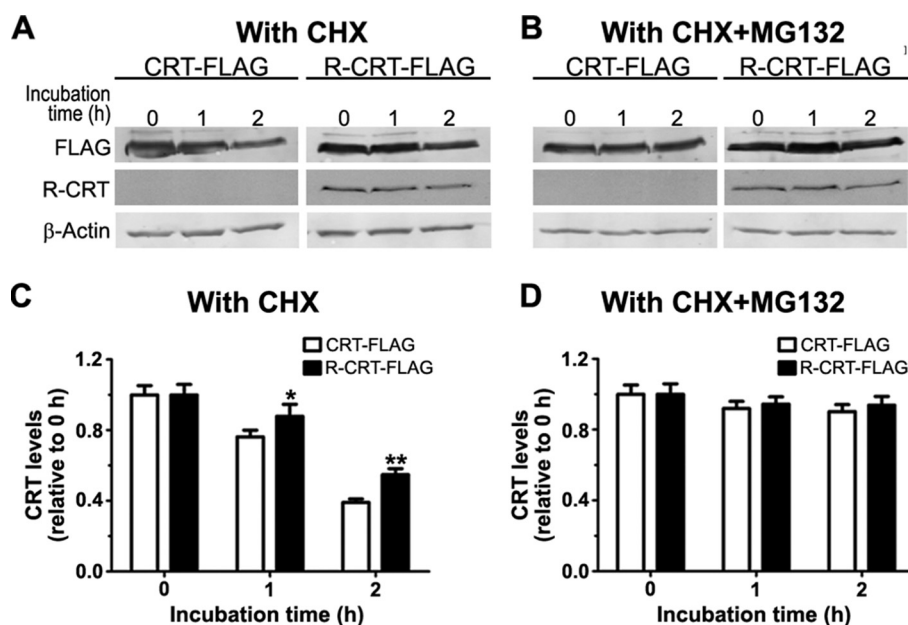 A With CHX
CRT-FLAG R-CRT-FLAG
Incubation
time (h) 0 1 2 0 1 2
FLAG
R-CRT
β-Actin
B With CHX+MG132
CRT-FLAG R-CRT-FLAG
0 1 2 0 1 2
C With CHX
CRT-FLAG
R-CRT-FLAG
CRT levels
(relative to 0 h)
1.2
0.8
0.4
0.0
* **
0 1 2
Incubation time (h)
D With CHX+MG132
CRT-FLAG
R-CRT-FLAG
CRT levels
(relative to 0 h)
1.2
0.8
0.4
0.0
0 1 2
Incubation time (h)